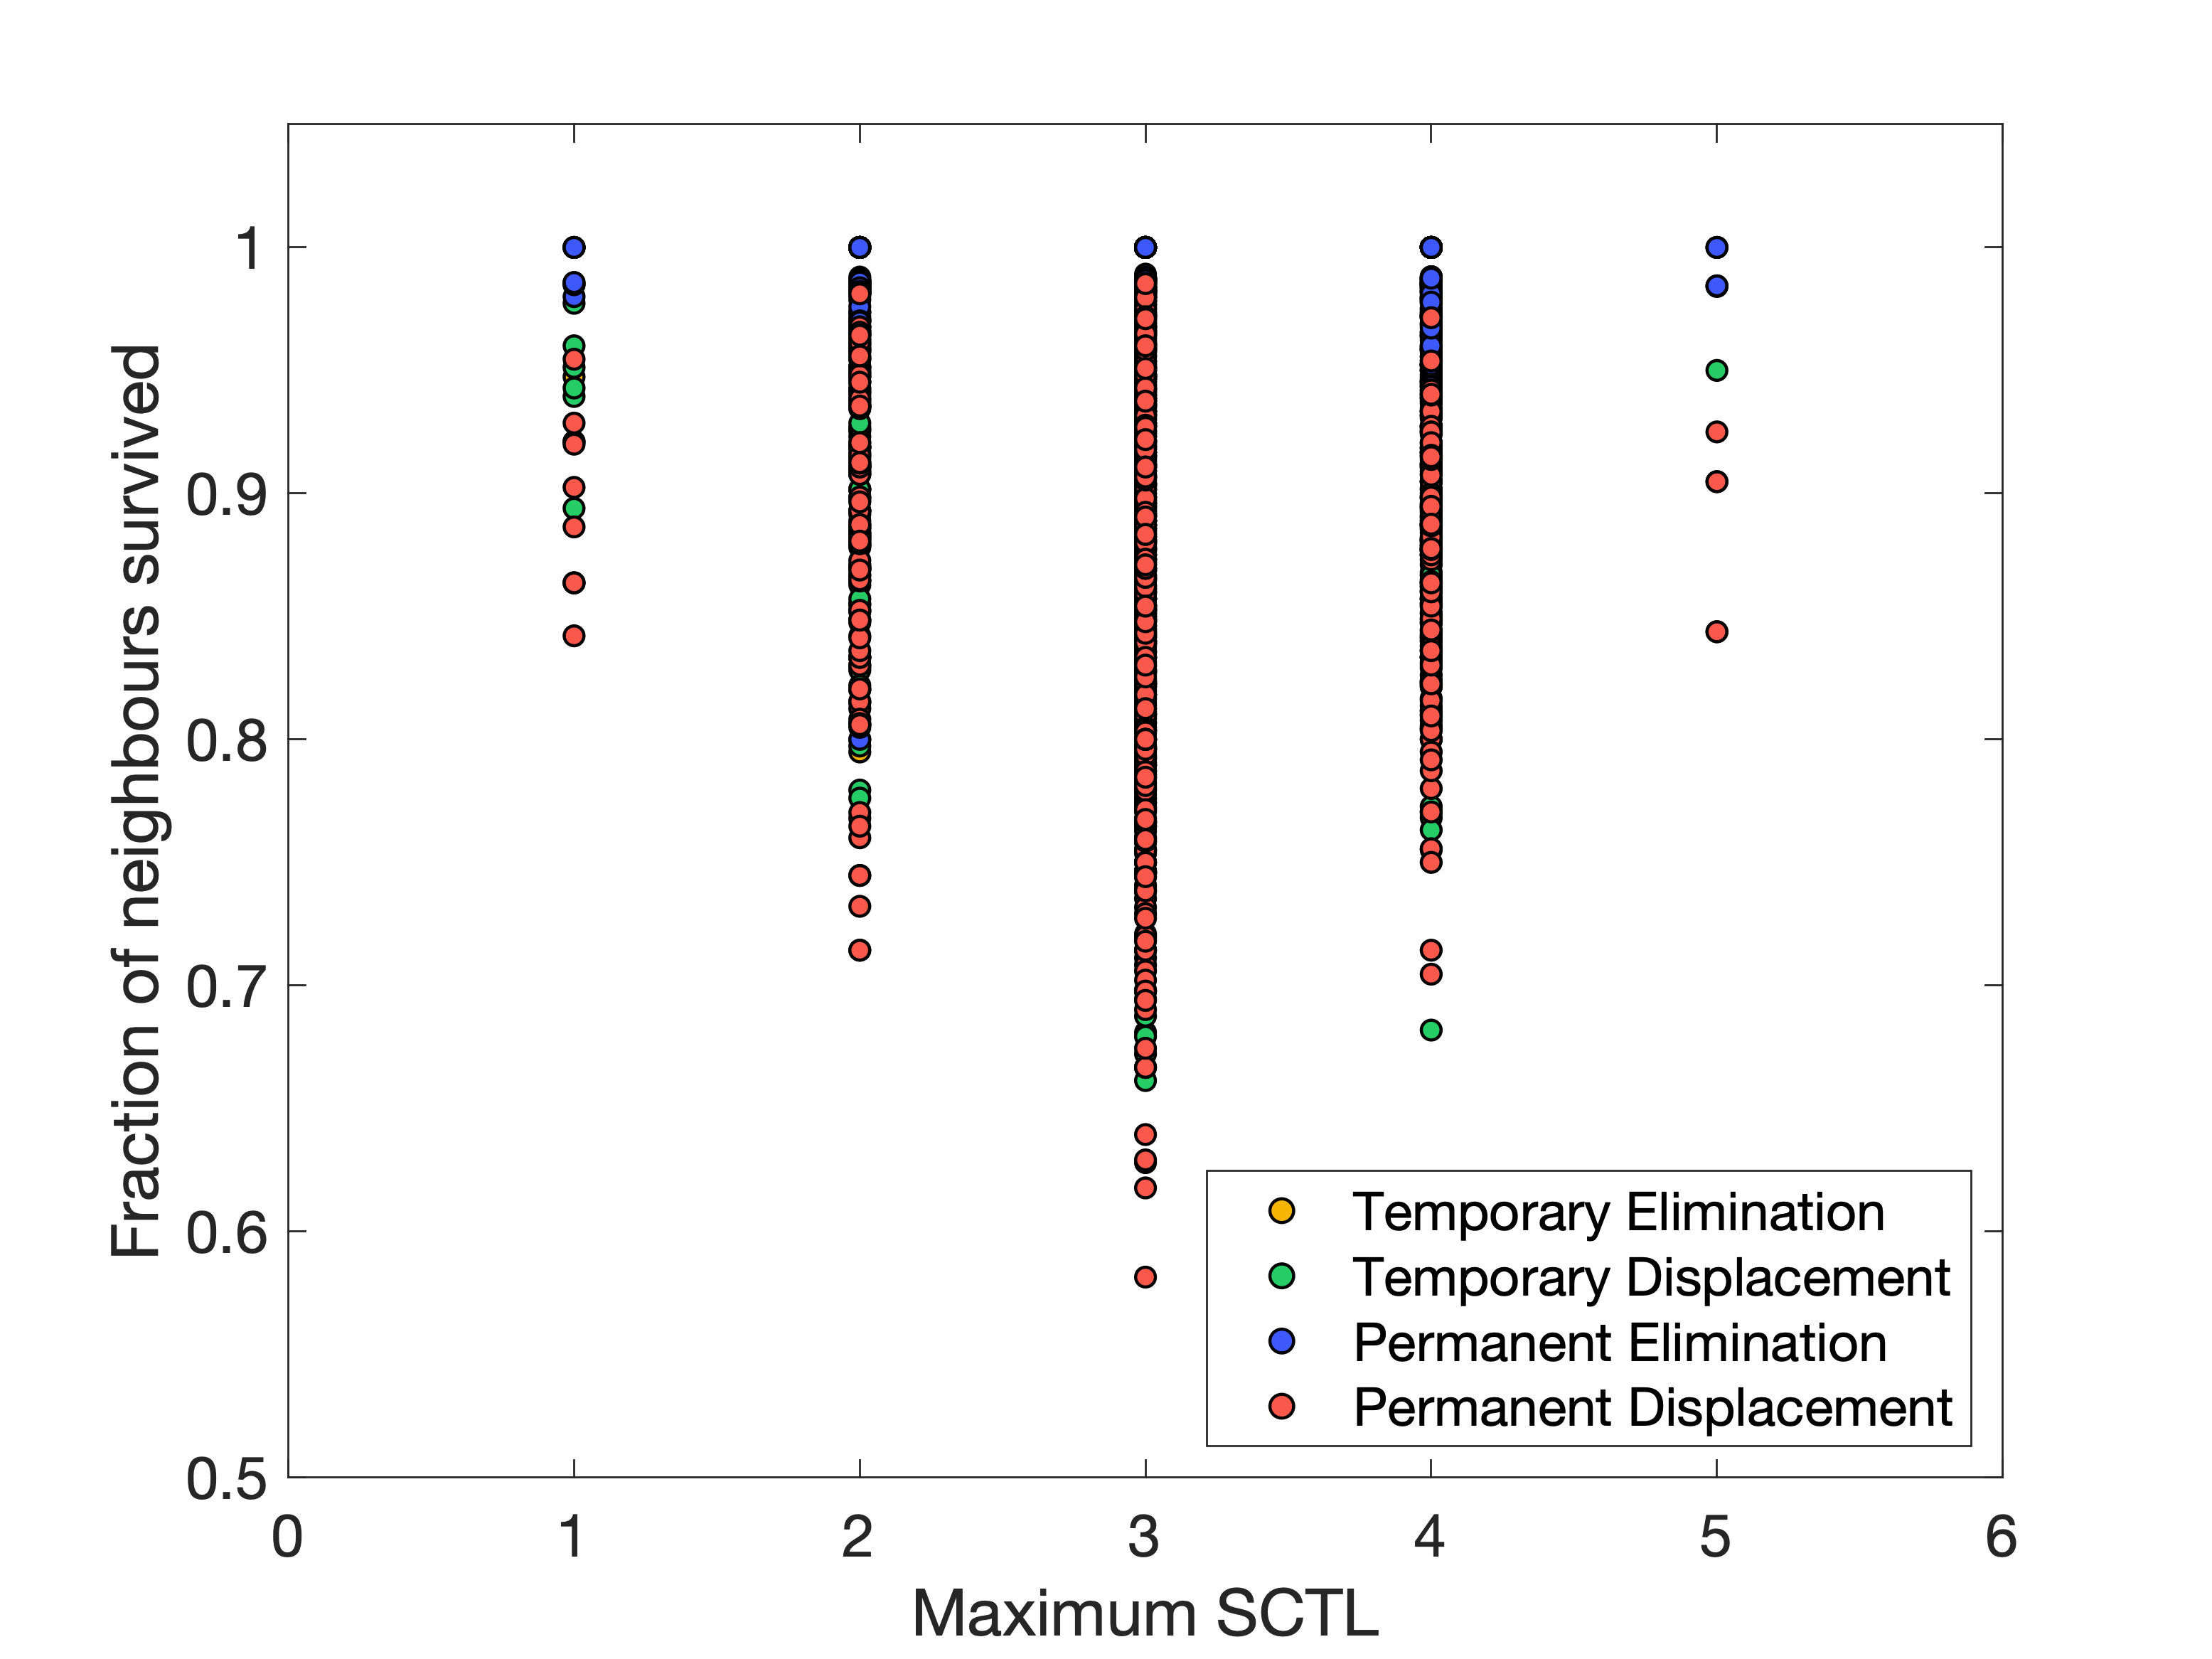 Fraction of neighbours survived
1
0.9
0.8
0.7
0.6
0.5
0 1 2 3 4 5 6
Maximum SCTL
Temporary Elimination
Temporary Displacement
Permanent Elimination
Permanent Displacement